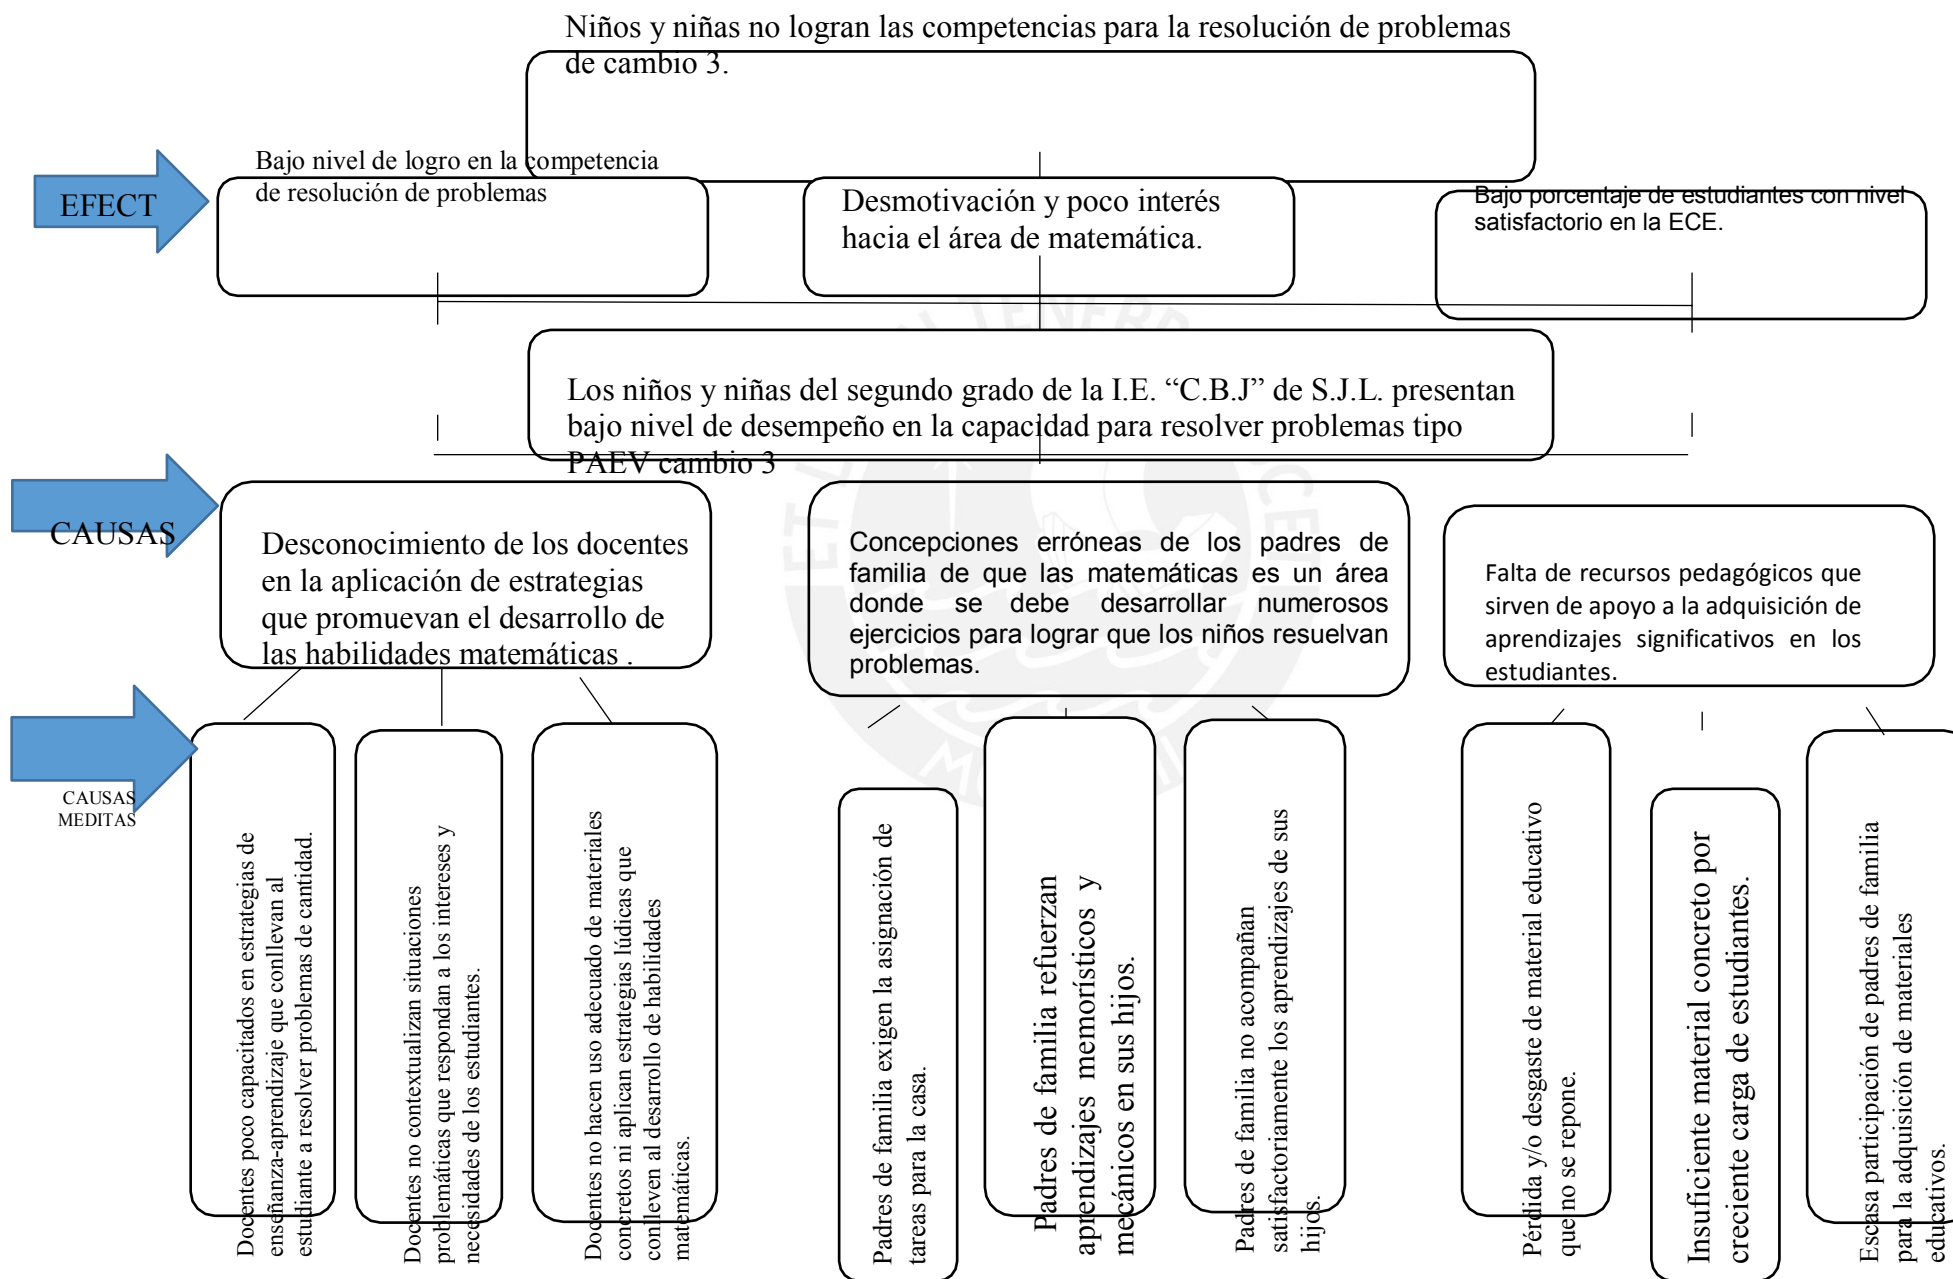 Niños y niñas no logran las competencias para la resolución de problemas
de cambio 3.
EFECT
Bajo nivel de logro en la competencia
de resolución de problemas
Desmotivación y poco interés
hacia el área de matemática.
Bajo porcentaje de estudiantes con nivel
satisfactorio en la ECE.
Los niños y niñas del segundo grado de la I.E. “C.B.J” de S.J.L. presentan
bajo nivel de desempeño en la capacidad para resolver problemas tipo
PAEV cambio 3
CAUSAS
Desconocimiento de los docentes
en la aplicación de estrategias
que promuevan el desarrollo de
las habilidades matemáticas .
Concepciones erróneas de los padres de
familia de que las matemáticas es un área
donde se debe desarrollar numerosos
ejercicios para lograr que los niños resuelvan
problemas.
Falta de recursos pedagógicos que
sirven de apoyo a la adquisición de
aprendizajes significativos en los
estudiantes.
CAUSAS
MEDITAS
Docentes poco capacitados en estrategias de
enseñanza-aprendizaje que conllevan al
estudiante a resolver problemas de cantidad.
Docentes no contextualizan situaciones
problemáticas que respondan a los intereses y
necesidades de los estudiantes.
Docentes no hacen uso adecuado de materiales
concretos ni aplican estrategias lúdicas que
conlleven al desarrollo de habilidades
matemáticas.
Padres de familia exigen la asignación de
tareas para la casa.
Padres de familia refuerzan
aprendizajes memorísticos y
mecánicos en sus hijos.
Padres de familia no acompañan
satisfactoriamente los aprendizajes de sus
hijos.
Pérdida y/o desgaste de material educativo
que no se repone.
Insuficiente material concreto por
creciente carga de estudiantes.
Escasa participación de padres de familia
para la adquisición de materiales
educativos.